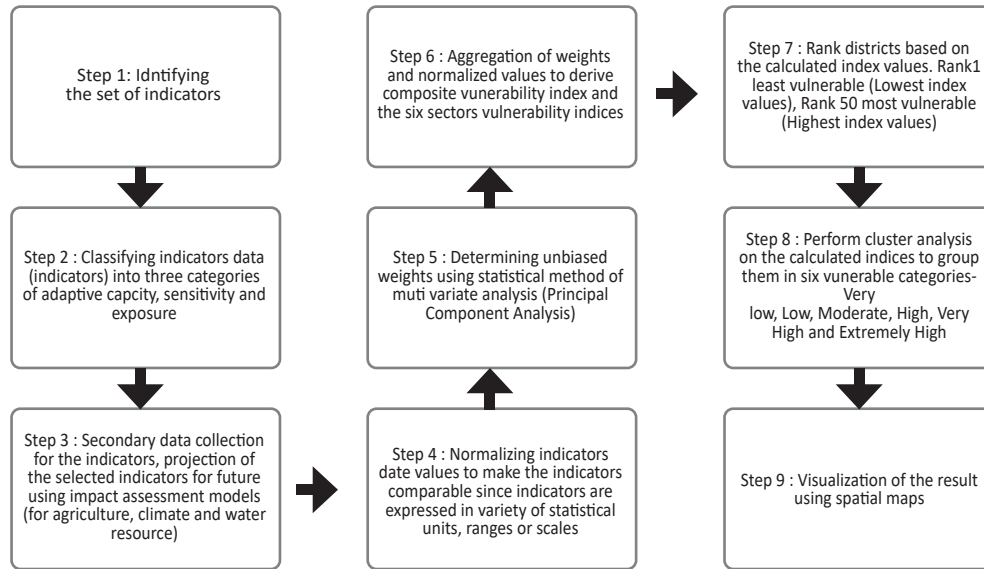 Step 1: Idntifying
the set of indicators
Step 2 : Classifying indicators data
(indicators) into three categories
of adaptive capcity, sensitivity and
exposure
Step 3 : Secondary data collection
for the indicators, projection of
the selected indicators for future
using impact assessment models
(for agriculture, climate and water
resource)
Step 4 : Normalizing indicators
date values to make the indicators
comparable since indicators are
expressed in variety of statistical
units, ranges or scales
Step 5 : Determining unbiased
weights using statistical method of
muti variate analysis (Principal
Component Analysis)
Step 6 : Aggregation of weights
and normalized values to derive
composite vunerability index and
the six sectors vulnerability indices
Step 7 : Rank districts based on
the calculated index values. Rank1
least vulnerable (Lowest index
values), Rank 50 most vulnerable
(Highest index values)
Step 8 : Perform cluster analysis
on the calculated indices to group
them in six vunerable categories-
Very
low, Low, Moderate, High, Very
High and Extremely High
Step 9 : Visualization of the result
using spatial maps